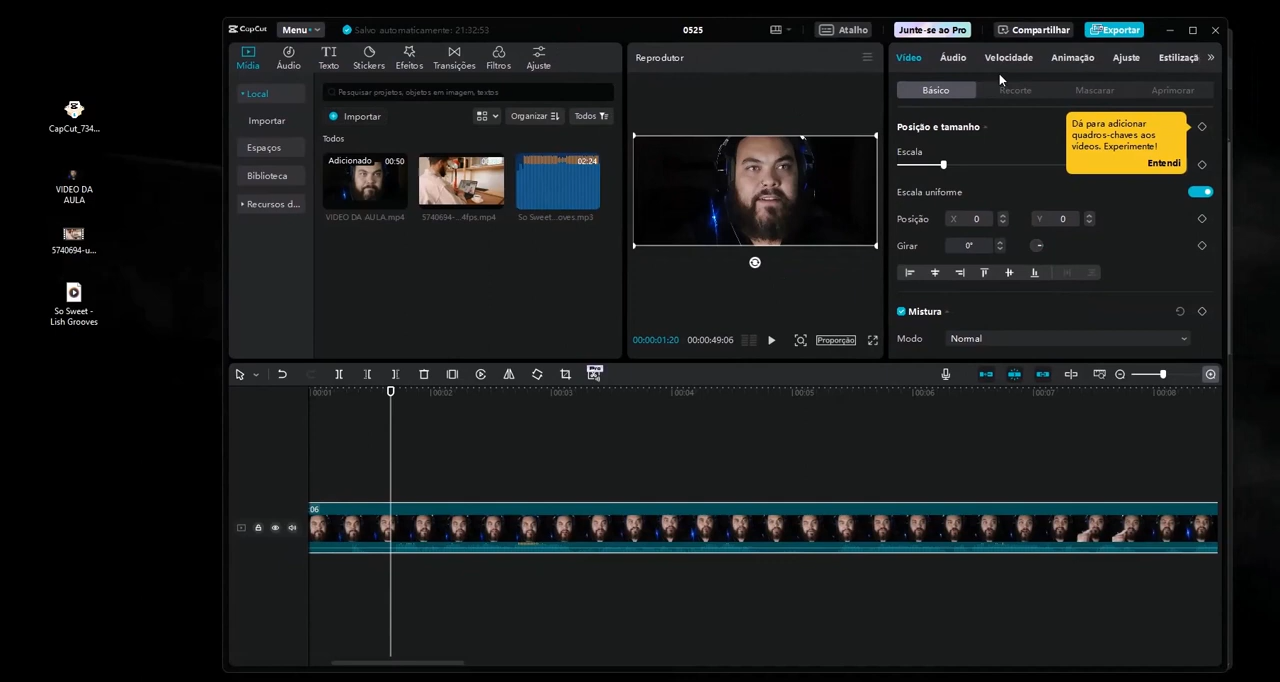 CapCut
Menu
Salvo automaticamente: 21:32:53
0525
Atalho
Junte-se ao Pro
Compartilhar
Exportar
Mídia
Áudio
Texto
Stickers
Efeitos
Transições
Filtros
Ajuste
Local
Importar
Espaços
Biblioteca
Recursos d...
Pesquisar projetos, objetos em imagem, textos
Importar
Organizar
Todos
Todos
Adicionado
00:50
02:24
VIDEO DA AULA.mp4
5740694-...4fps.mp4
So Sweet...oves.mp3
Reprodutor
00:00:01:20
00:00:49:06
Proporção
Vídeo
Áudio
Velocidade
Animação
Ajuste
Estilizaçã
Básico
Recorte
Mascarar
Aprimorar
Posição e tamanho
Dá para adicionar
quadros-chaves aos
vídeos. Experimente!
Entendi
Escala
Escala uniforme
Posição
X 0
Y 0
Girar
0°
Mistura
Modo
Normal
Pro
00:01
00:02
00:03
00:04
00:05
00:06
00:07
00:08
06
CapCut_734...
VIDEO DA
AULA
5740694-u...
So Sweet -
Lish Grooves